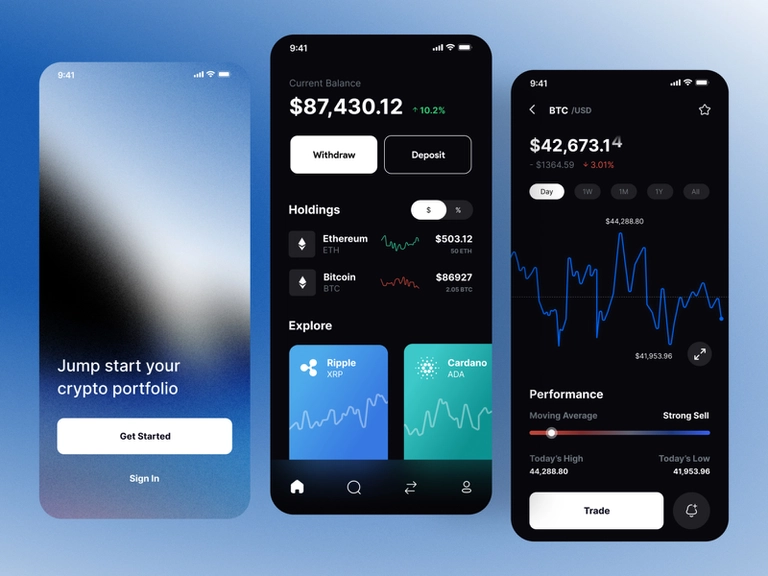 9:41
Jump start your
crypto portfolio
Get Started
Sign In
9:41
Current Balance
$87,430.12 ↑ 10.2%
Withdraw Deposit
Holdings $ %
Ethereum $503.12
ETH 50 ETH
Bitcoin $86927
BTC 2.05 BTC
Explore
Ripple Cardano
XRP ADA
9:41
BTC /USD
$42,673.14
- $1364.59 ↓ 3.01%
Day 1W 1M 1Y All
$44,288.80
$41,953.96
Performance
Moving Average Strong Sell
Today's High Today's Low
44,288.80 41,953.96
Trade